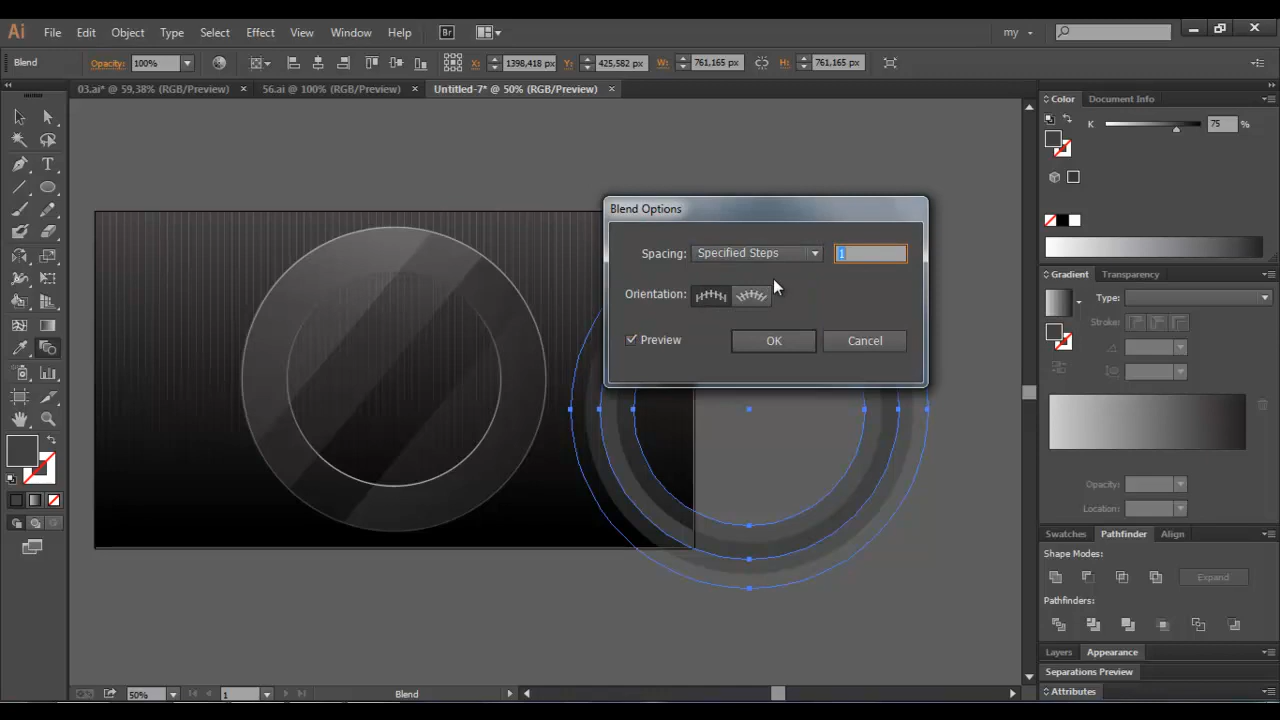 Ai File Edit Object Type Select Effect View Window Help Br my
Blend Opacity: 100% X: 1398,418 px Y: 425,582 px W: 761,165 px H: 761,165 px
03.ai* @ 59,38% (RGB/Preview) × 56.ai @ 100% (RGB/Preview) × Untitled-7* @ 50% (RGB/Preview) ×
Color Document Info
K 75 %
Blend Options
Spacing: Specified Steps 1
Orientation:
Preview OK Cancel
Gradient Transparency
Type:
Stroke:
Opacity:
Location:
Swatches Pathfinder Align
Shape Modes:
Expand
Pathfinders:
Layers Appearance
Separations Preview
Attributes
50% 1 Blend